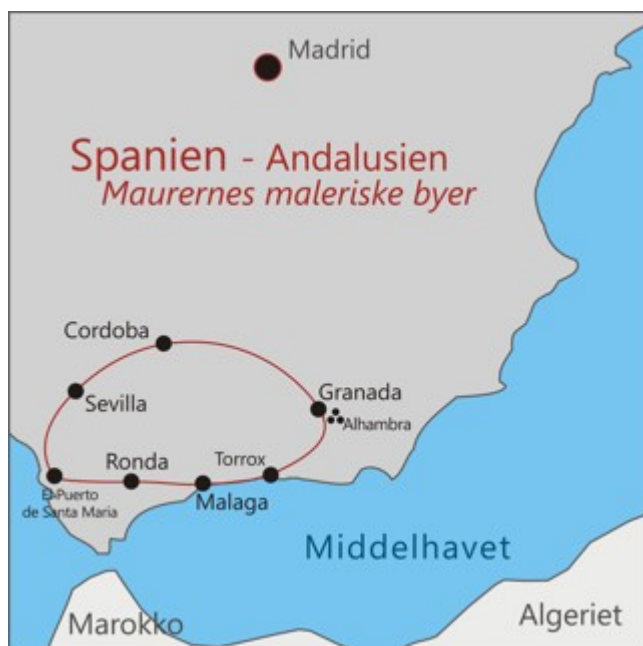 Madrid
Spanien - Andalusien
Maurernes maleriske byer
Cordoba
Sevilla
Granada
Alhambra
Ronda
Torrox
El Puerto
de Santa Maria
Malaga
Middelhavet
Marokko
Algeriet